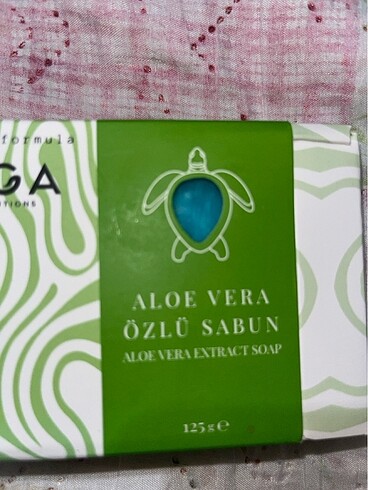 formula
GA
TIONS
ALOE VERA
ÖZLÜ SABUN
ALOE VERA EXTRACT SOAP
125g e